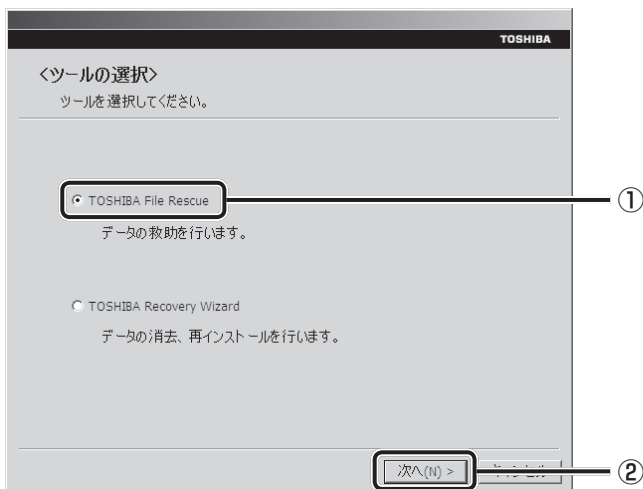 TOSHIBA
<ツールの選択>
ツールを選択してください。
TOSHIBA File Rescue
①
データの救助を行います。
TOSHIBA Recovery Wizard
データの消去、再インストールを行います。
次へ(N) >
②